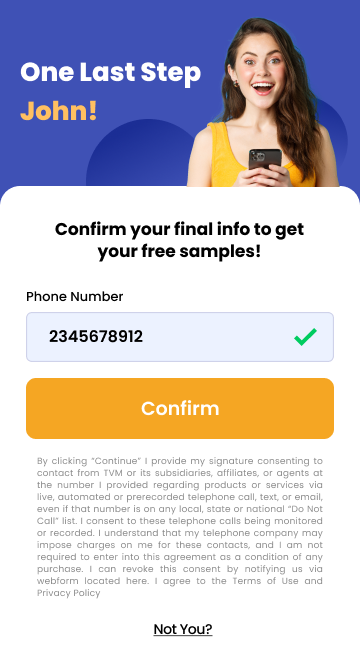 One Last Step
John!
Confirm your final info to get
your free samples!
Phone Number
2345678912
Confirm
By clicking “Continue” I provide my signature consenting to
contact from TVM or its subsidiaries, affiliates, or agents at
the number I provided regarding products or services via
live, automated or prerecorded telephone call, text, or email,
even if that number is on any local, state or national “Do Not
Call” list. I consent to these telephone calls being monitored
or recorded. I understand that my telephone company may
impose charges on me for these contacts, and I am not
required to enter into this agreement as a condition of any
purchase. I can revoke this consent by notifying us via
webform located here. I agree to the Terms of Use and
Privacy Policy
Not You?